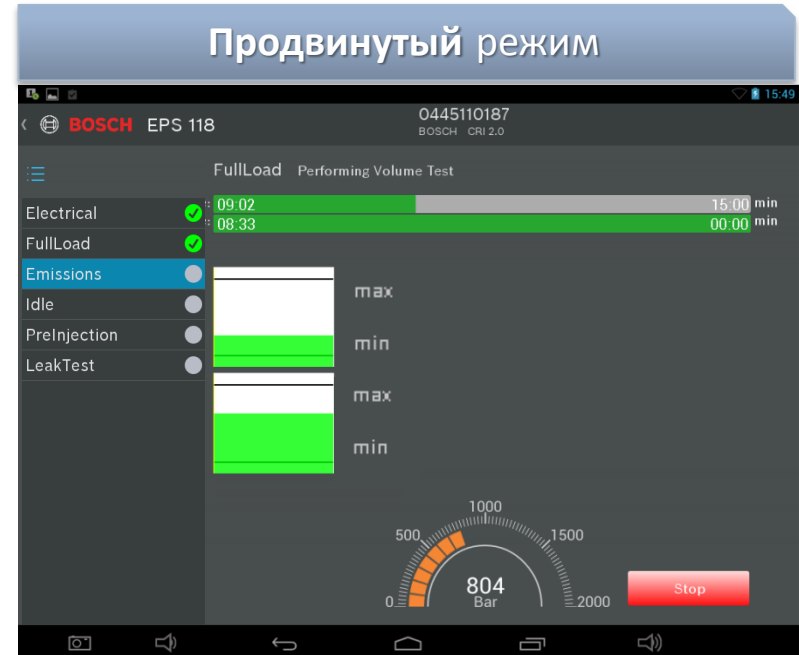 Продвинутый режим
15:49
BOSCH EPS 118
0445110187
BOSCH CRI 2.0
FullLoad Performing Volume Test
09:02 15:00 min
08:33 00:00 min
Electrical
FullLoad
Emissions
Idle
PreInjection
LeakTest
max
min
max
min
1000
500 1500
804
0 Bar 2000
Stop